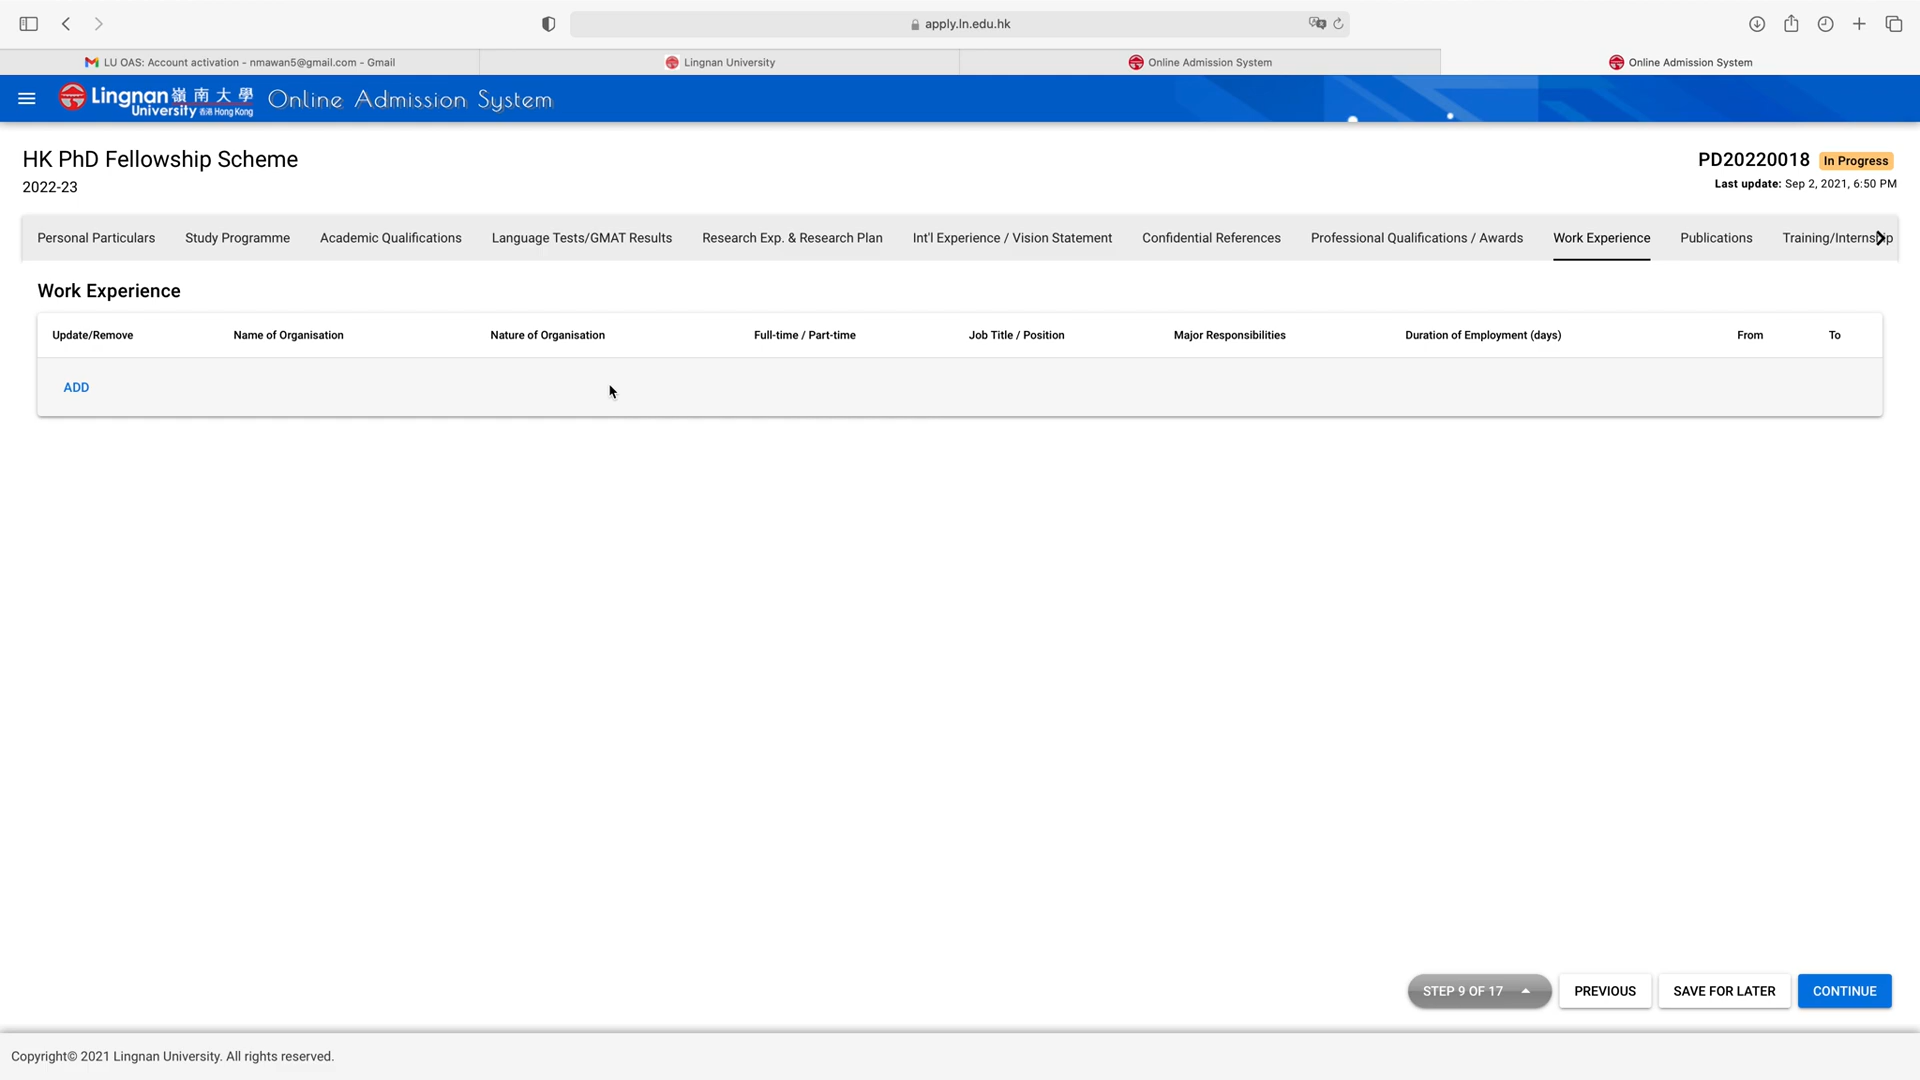 apply.ln.edu.hk
LU OAS: Account activation - nmawan5@gmail.com - Gmail
Lingnan University
Online Admission System
Online Admission System
Lingnan 嶺南大學
University 香港 Hong Kong
Online Admission System
HK PhD Fellowship Scheme
PD20220018 In Progress
2022-23
Last update: Sep 2, 2021, 6:50 PM
Personal Particulars Study Programme Academic Qualifications Language Tests/GMAT Results Research Exp. & Research Plan Int'l Experience / Vision Statement Confidential References Professional Qualifications / Awards Work Experience Publications Training/Internship
Work Experience
Update/Remove Name of Organisation Nature of Organisation Full-time / Part-time Job Title / Position Major Responsibilities Duration of Employment (days) From To
ADD
STEP 9 OF 17 PREVIOUS SAVE FOR LATER CONTINUE
Copyright© 2021 Lingnan University. All rights reserved.